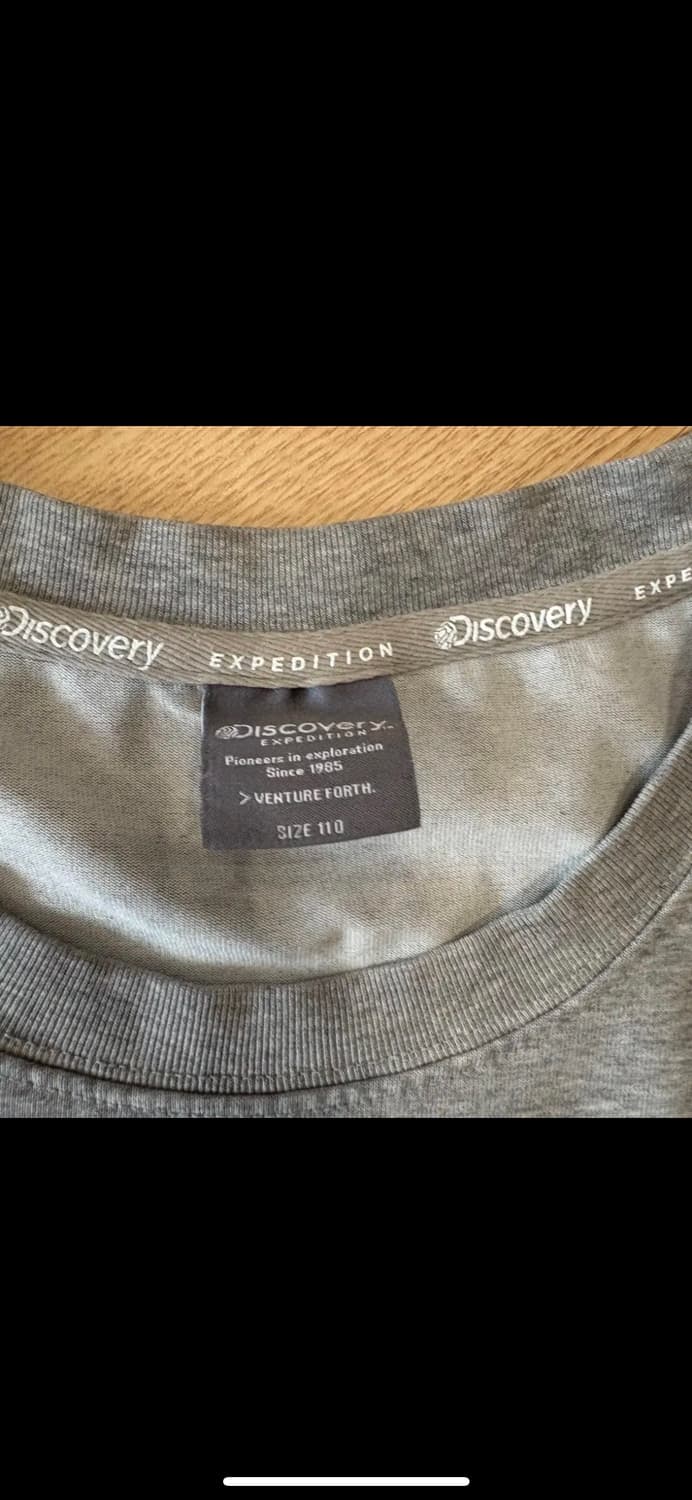 Discovery EXPEDITION Discovery EXPE
Discovery
EXPEDITION
Pioneers in exploration
Since 1985
> VENTURE FORTH.
SIZE 110